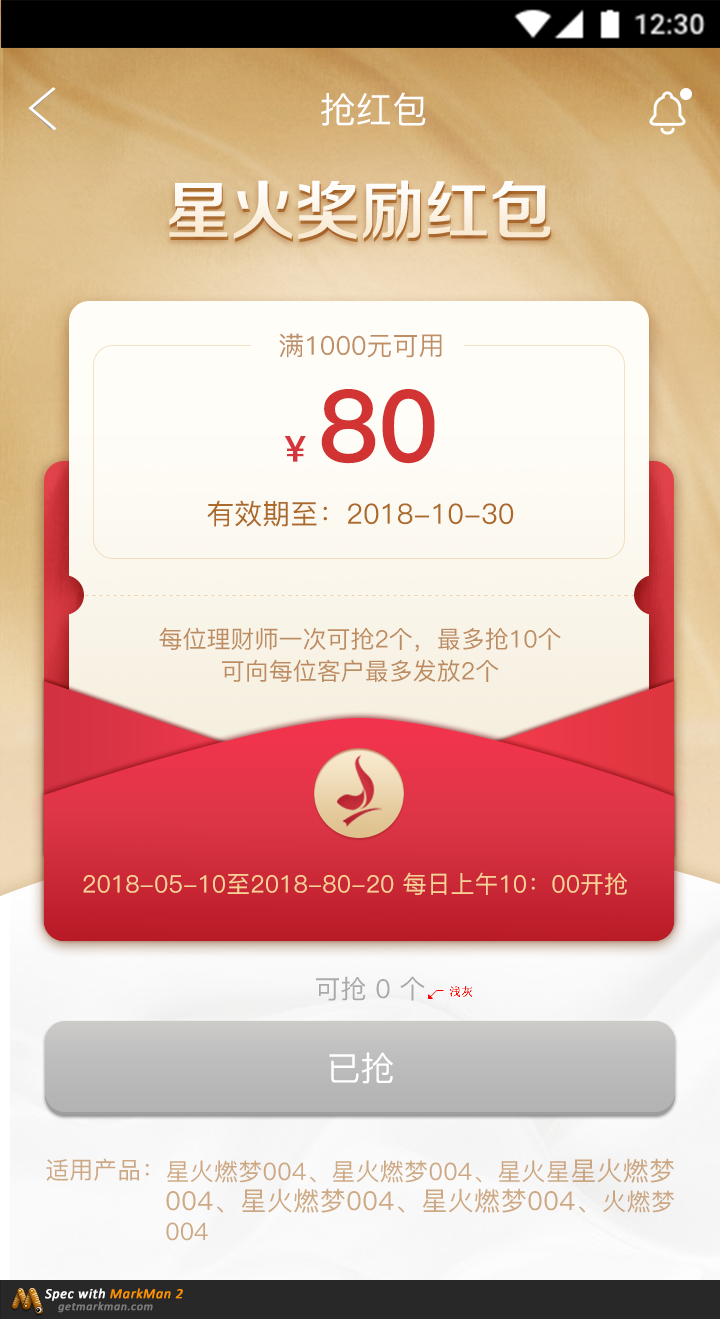 12:30
抢红包
星火奖励红包
满1000元可用
¥ 80
有效期至：2018-10-30
每位理财师一次可抢2个，最多抢10个
可向每位客户最多发放2个
2018-05-10至2018-80-20 每日上午10：00开抢
可抢 0 个
浅灰
已抢
适用产品：星火燃梦004、星火燃梦004、星火星星火燃梦
004、星火燃梦004、星火燃梦004、火燃梦
004
Spec with MarkMan 2
getmarkman.com